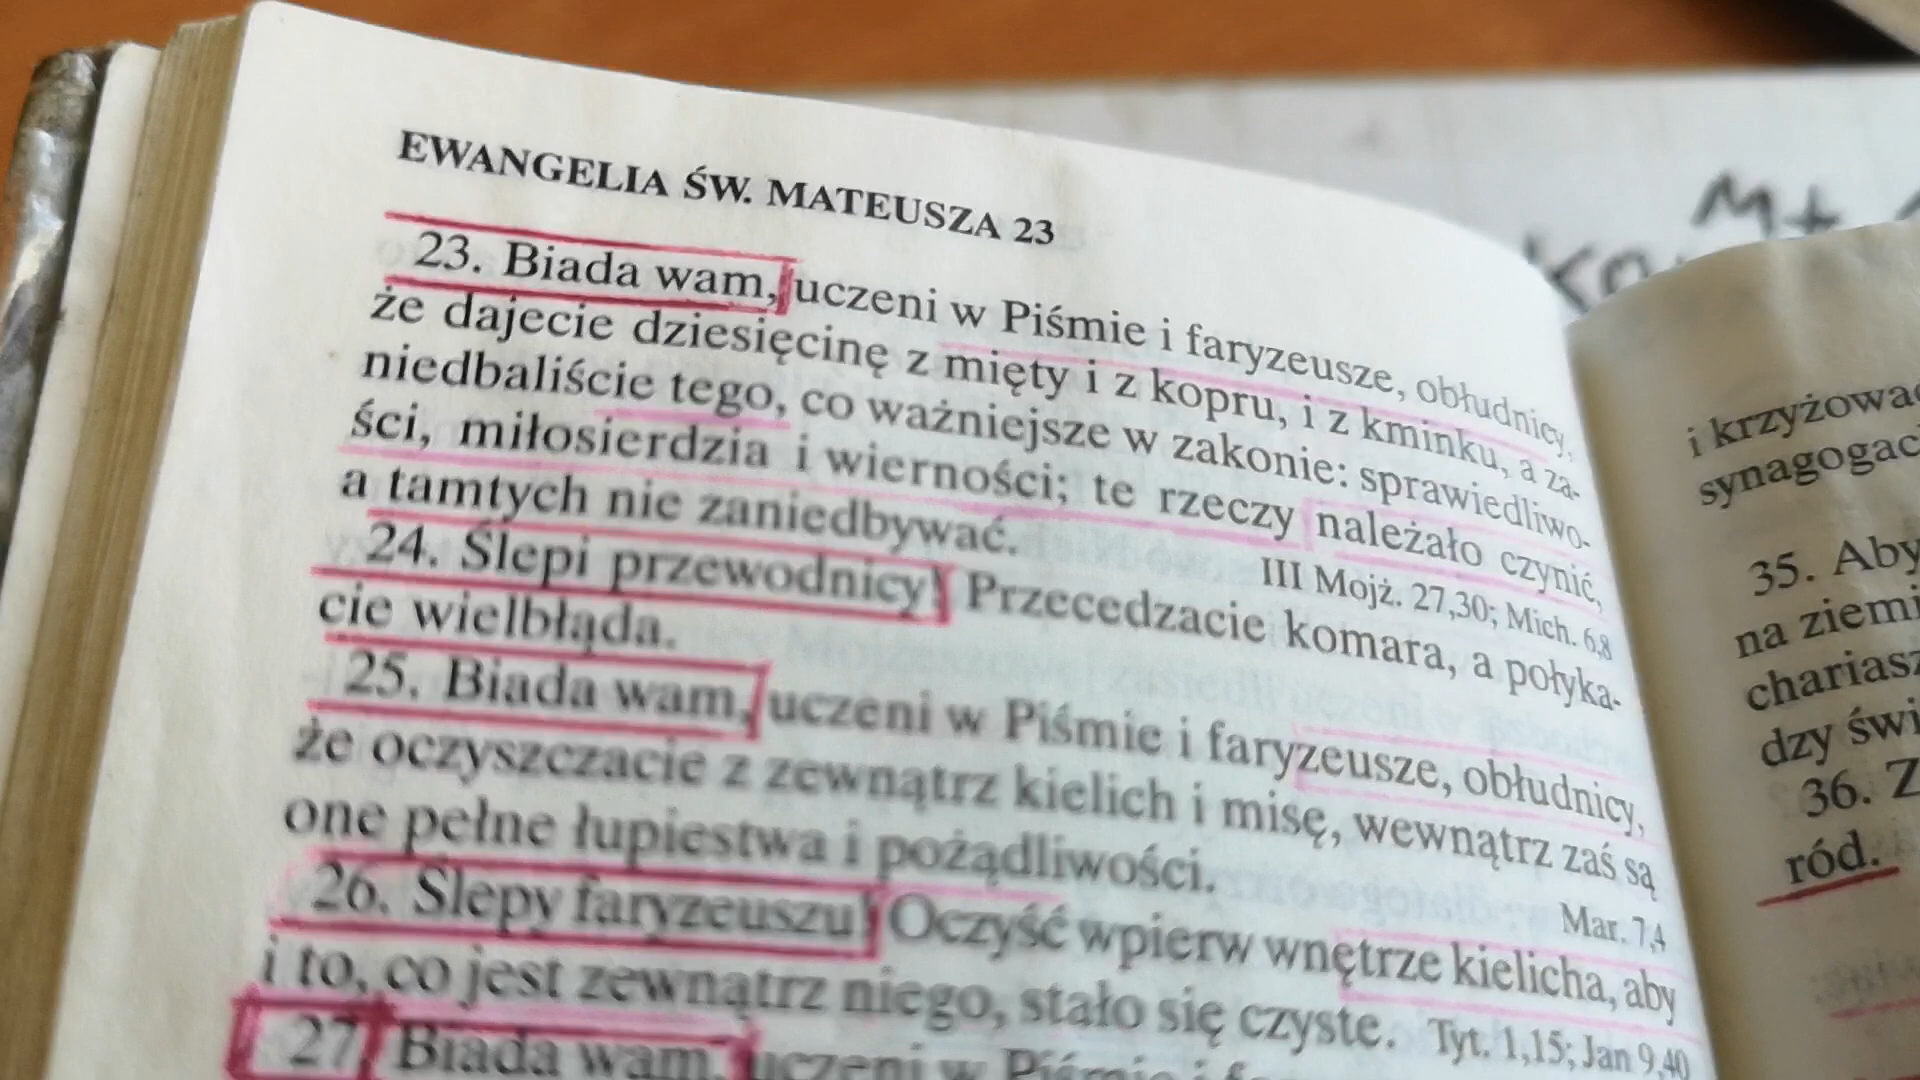 EWANGELIA ŚW. MATEUSZA 23
23. Biada wam, uczeni w Piśmie i faryzeusze, obłudnicy,
że dajecie dziesięcinę z mięty i z kopru, i z kminku, a za-
niedbaliście tego, co ważniejsze w zakonie: sprawiedliwo-
ści, miłosierdzia i wierności; te rzeczy należało czynić,
a tamtych nie zaniedbywać.
III Mojż. 27,30; Mich. 6,8
24. Ślepi przewodnicy! Przecedzacie komara, a połyka-
cie wielbłąda.
25. Biada wam, uczeni w Piśmie i faryzeusze, obłudnicy,
że oczyszczacie z zewnątrz kielich i misę, wewnątrz zaś są
one pełne łupiestwa i pożądliwości.
Mar. 7,4
26. Ślepy faryzeuszu! Oczyść wpierw wnętrze kielicha, aby
i to, co jest zewnątrz niego, stało się czyste.
Tyt. 1,15; Jan 9,40
27 Biada wam, uczeni w Piśmie i
i krzyżować
synagogach
35. Aby
na ziemi
chariasz
dzy świ
36. Z
ród.
M+